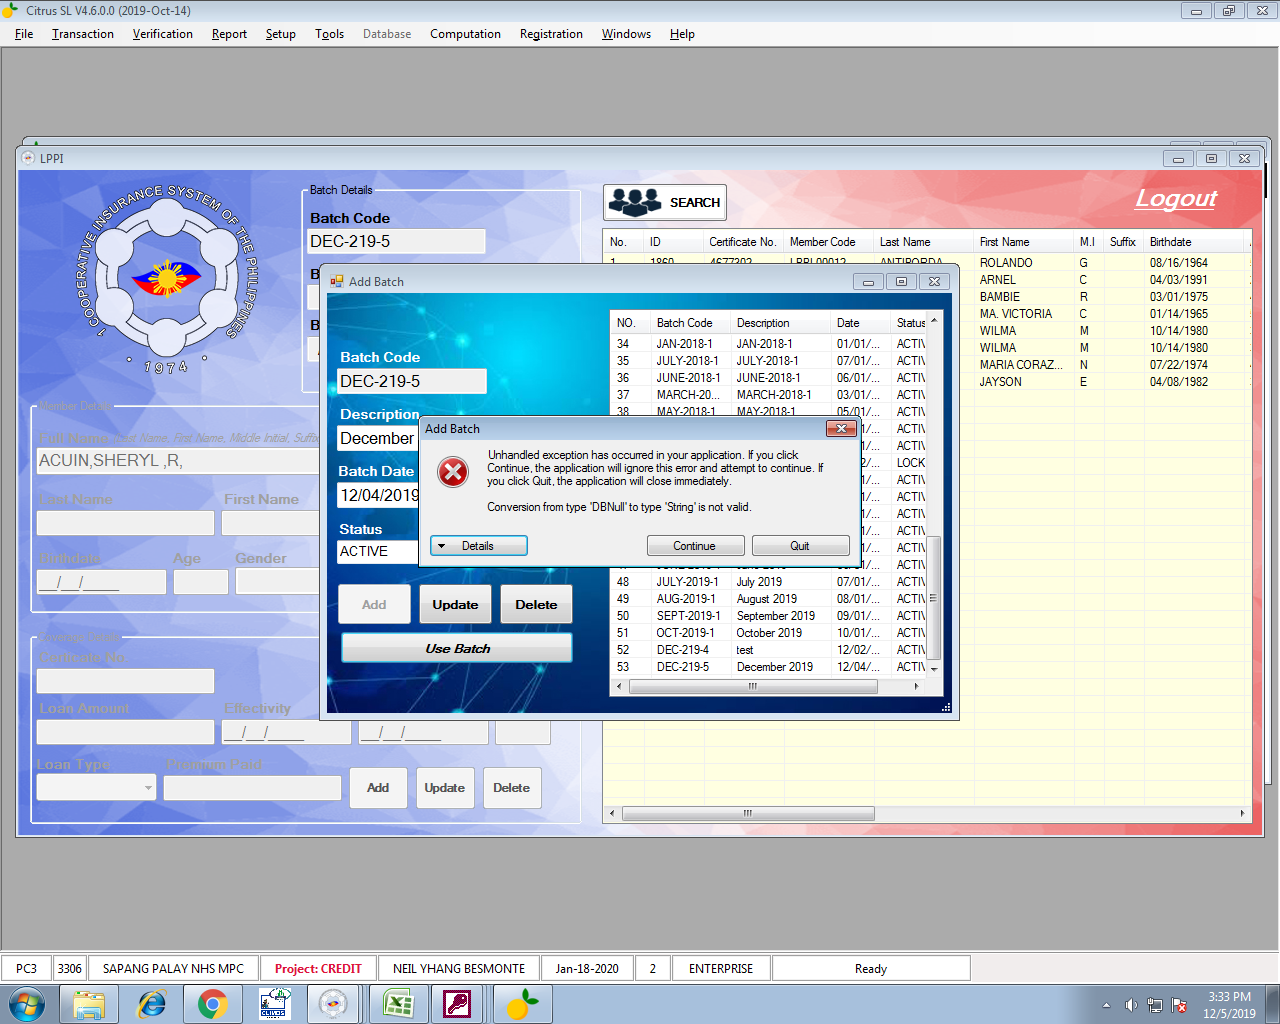 Citrus SL V4.6.0.0 (2019-Oct-14)
File Transaction Verification Report Setup Tools Database Computation Registration Windows Help
LPPI
1 COOPERATIVE INSURANCE SYSTEM OF THE PHILIPPINES
• 1974 •
Batch Details
Batch Code
DEC-219-5
SEARCH
Logout
No. ID Certificate No. Member Code Last Name First Name M.I Suffix Birthdate
1 1860 4677302 LPPI-00012 ANTIPORDA ROLANDO G 08/16/1964
ARNEL C 04/03/1991
BAMBIE R 03/01/1975
MA. VICTORIA C 01/14/1965
WILMA M 10/14/1980
WILMA M 10/14/1980
MARIA CORAZ... N 07/22/1974
JAYSON E 04/08/1982
Member Details
Full Name (Last Name, First Name, Middle Initial, Suffix
ACUIN,SHERYL ,R,
Last Name First Name
Birthdate Age Gender
__/__/____
Coverage Details
Certificate No.
Loan Amount Effectivity
__/__/____ __/__/____
Loan Type Premium Paid
Add Update Delete
Add Batch
Batch Code
DEC-219-5
Description
December
Batch Date
12/04/2019
Status
ACTIVE
Add Update Delete
Use Batch
NO. Batch Code Description Date Status
34 JAN-2018-1 JAN-2018-1 01/01/... ACTIV
35 JULY-2018-1 JULY-2018-1 07/01/... ACTIV
36 JUNE-2018-1 JUNE-2018-1 06/01/... ACTIV
37 MARCH-20... MARCH-2018-1 03/01/... ACTIV
38 MAY-2018-1 MAY-2018-1 05/01/... ACTIV
1/... ACTIV
1/... ACTIV
2/... LOCK
1/... ACTIV
1/... ACTIV
1/... ACTIV
1/... ACTIV
1/... ACTIV
48 JULY-2019-1 July 2019 07/01/... ACTIV
49 AUG-2019-1 August 2019 08/01/... ACTIV
50 SEPT-2019-1 September 2019 09/01/... ACTIV
51 OCT-2019-1 October 2019 10/01/... ACTIV
52 DEC-219-4 test 12/02/... ACTIV
53 DEC-219-5 December 2019 12/04/... ACTIV
Add Batch
Unhandled exception has occurred in your application. If you click
Continue, the application will ignore this error and attempt to continue. If
you click Quit, the application will close immediately.
Conversion from type 'DBNull' to type 'String' is not valid.
Details Continue Quit
PC3 3306 SAPANG PALAY NHS MPC Project: CREDIT NEIL YHANG BESMONTE Jan-18-2020 2 ENTERPRISE Ready
3:33 PM
12/5/2019